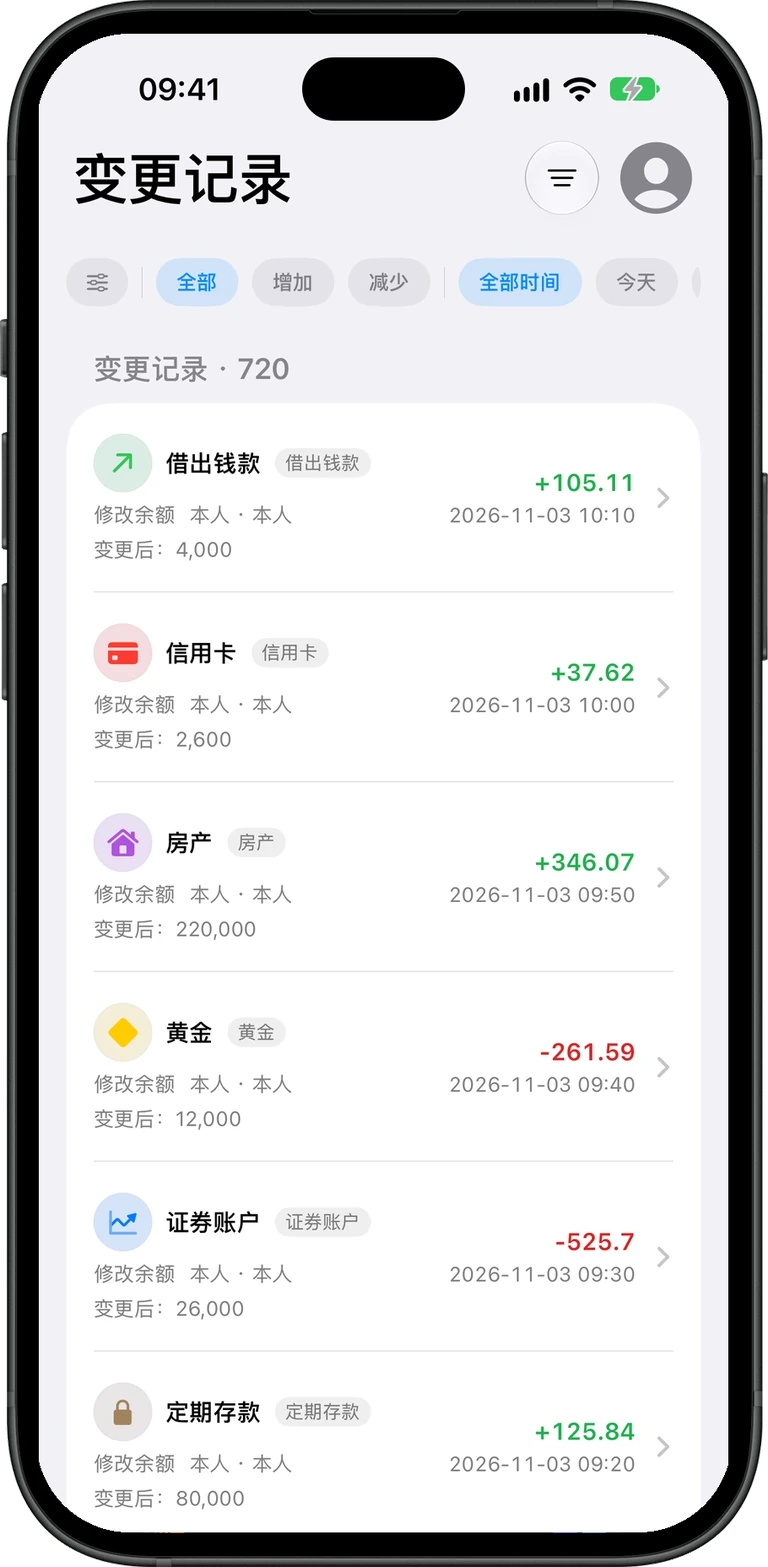 09:41
变更记录
全部 增加 减少 全部时间 今天
变更记录 · 720
借出钱款 借出钱款
+105.11
修改余额 本人 · 本人
2026-11-03 10:10
变更后：4,000
信用卡 信用卡
+37.62
修改余额 本人 · 本人
2026-11-03 10:00
变更后：2,600
房产 房产
+346.07
修改余额 本人 · 本人
2026-11-03 09:50
变更后：220,000
黄金 黄金
-261.59
修改余额 本人 · 本人
2026-11-03 09:40
变更后：12,000
证券账户 证券账户
-525.7
修改余额 本人 · 本人
2026-11-03 09:30
变更后：26,000
定期存款 定期存款
+125.84
修改余额 本人 · 本人
2026-11-03 09:20
变更后：80,000